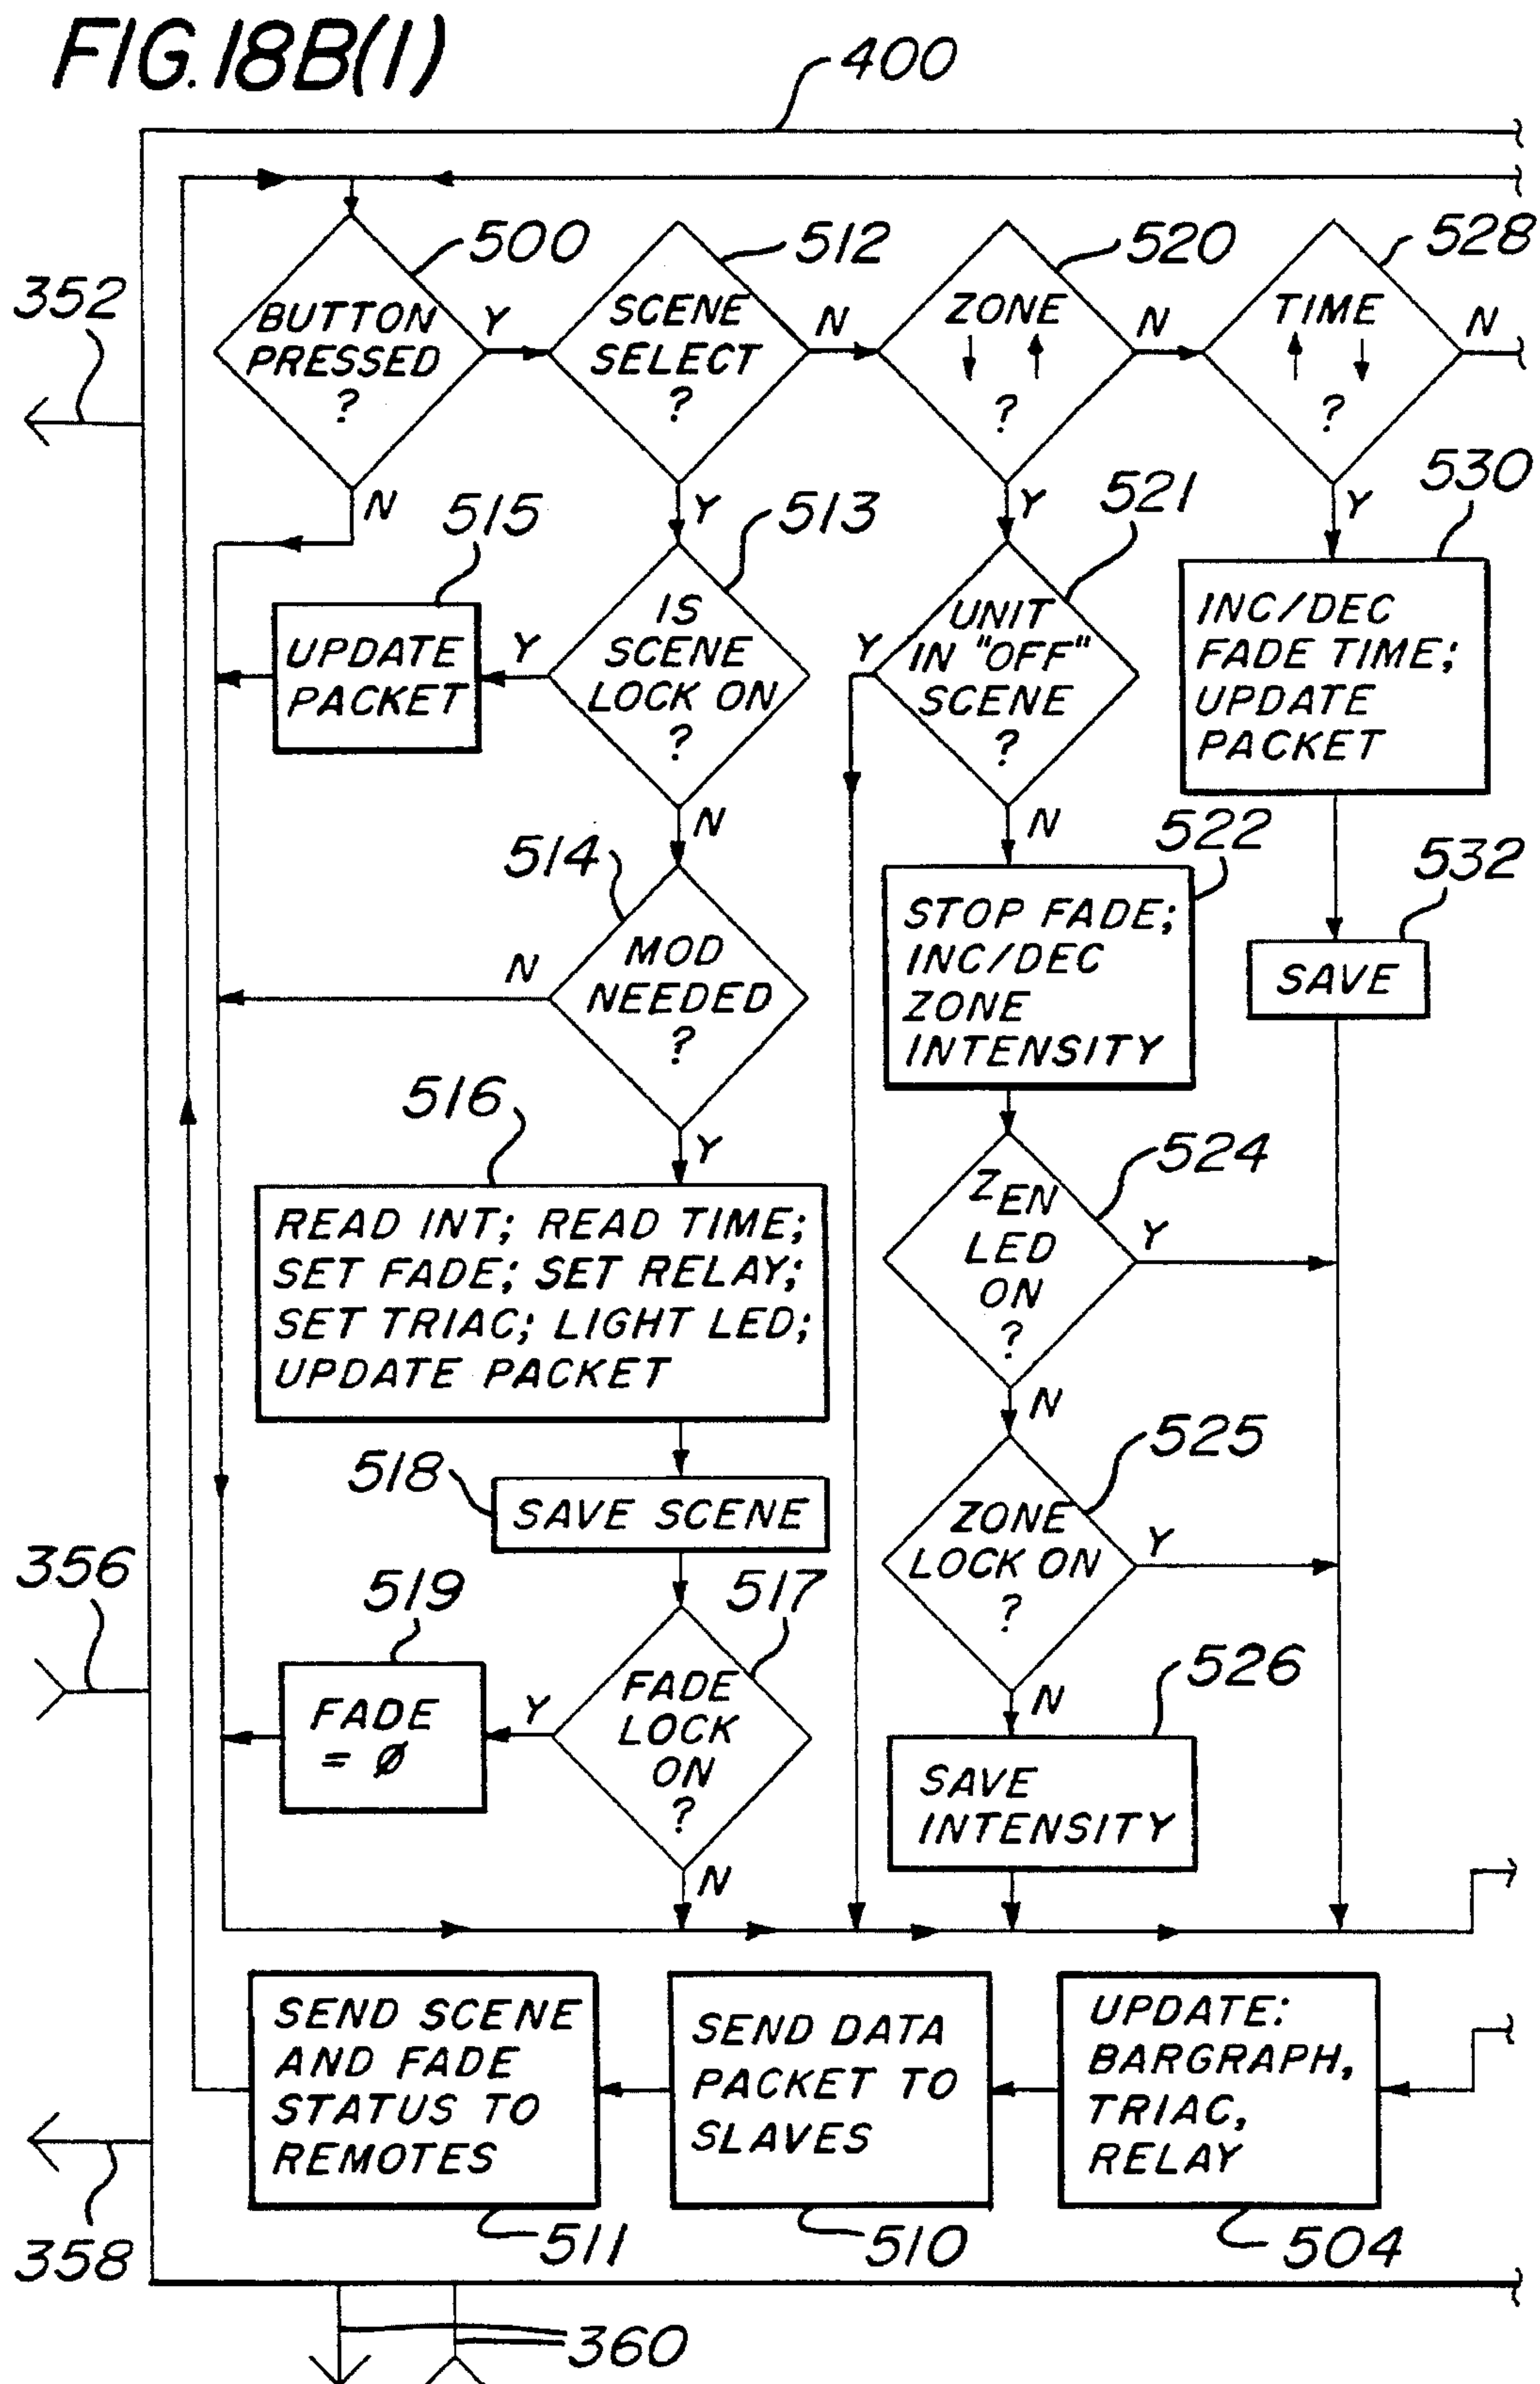 FIG.18B(1)
400
352
500
BUTTON
PRESSED
?
Y
N
512
SCENE
SELECT
?
N
Y
520
ZONE
↓ ↑
?
N
Y
528
TIME
↑ ↓
?
N
Y
515
UPDATE
PACKET
Y
513
IS
SCENE
LOCK ON
?
N
521
UNIT
IN "OFF"
SCENE
?
Y
N
530
INC/DEC
FADE TIME;
UPDATE
PACKET
532
SAVE
514
MOD
NEEDED
?
N
Y
522
STOP FADE;
INC/DEC
ZONE
INTENSITY
516
READ INT; READ TIME;
SET FADE; SET RELAY;
SET TRIAC; LIGHT LED;
UPDATE PACKET
524
ZEN
LED
ON
?
Y
N
518
SAVE SCENE
525
ZONE
LOCK ON
?
Y
N
356
519
FADE
= Ø
Y
517
FADE
LOCK
ON
?
N
526
SAVE
INTENSITY
SEND SCENE
AND FADE
STATUS TO
REMOTES
511
SEND DATA
PACKET TO
SLAVES
510
UPDATE:
BARGRAPH,
TRIAC,
RELAY
504
358
360